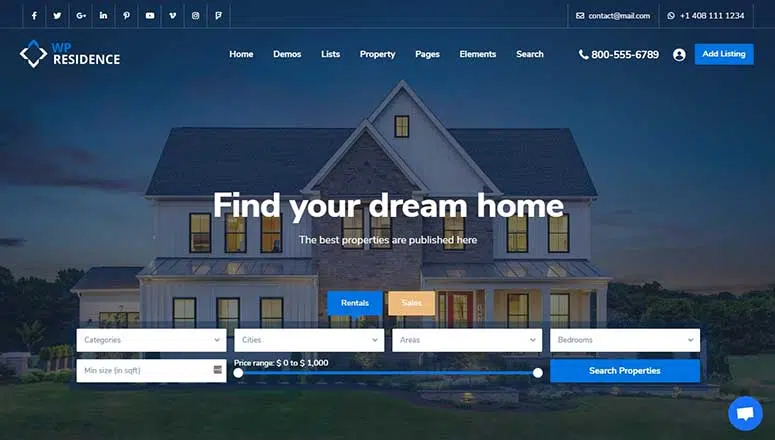 contact@mail.com
+1 408 111 1234
WP
RESIDENCE
Home Demos Lists Property Pages Elements Search
800-555-6789
Add Listing
Find your dream home
The best properties are published here
Rentals Sales
Categories Cities Areas Bedrooms
Min size (in sqft)
Price range: $ 0 to $ 1,000
Search Properties